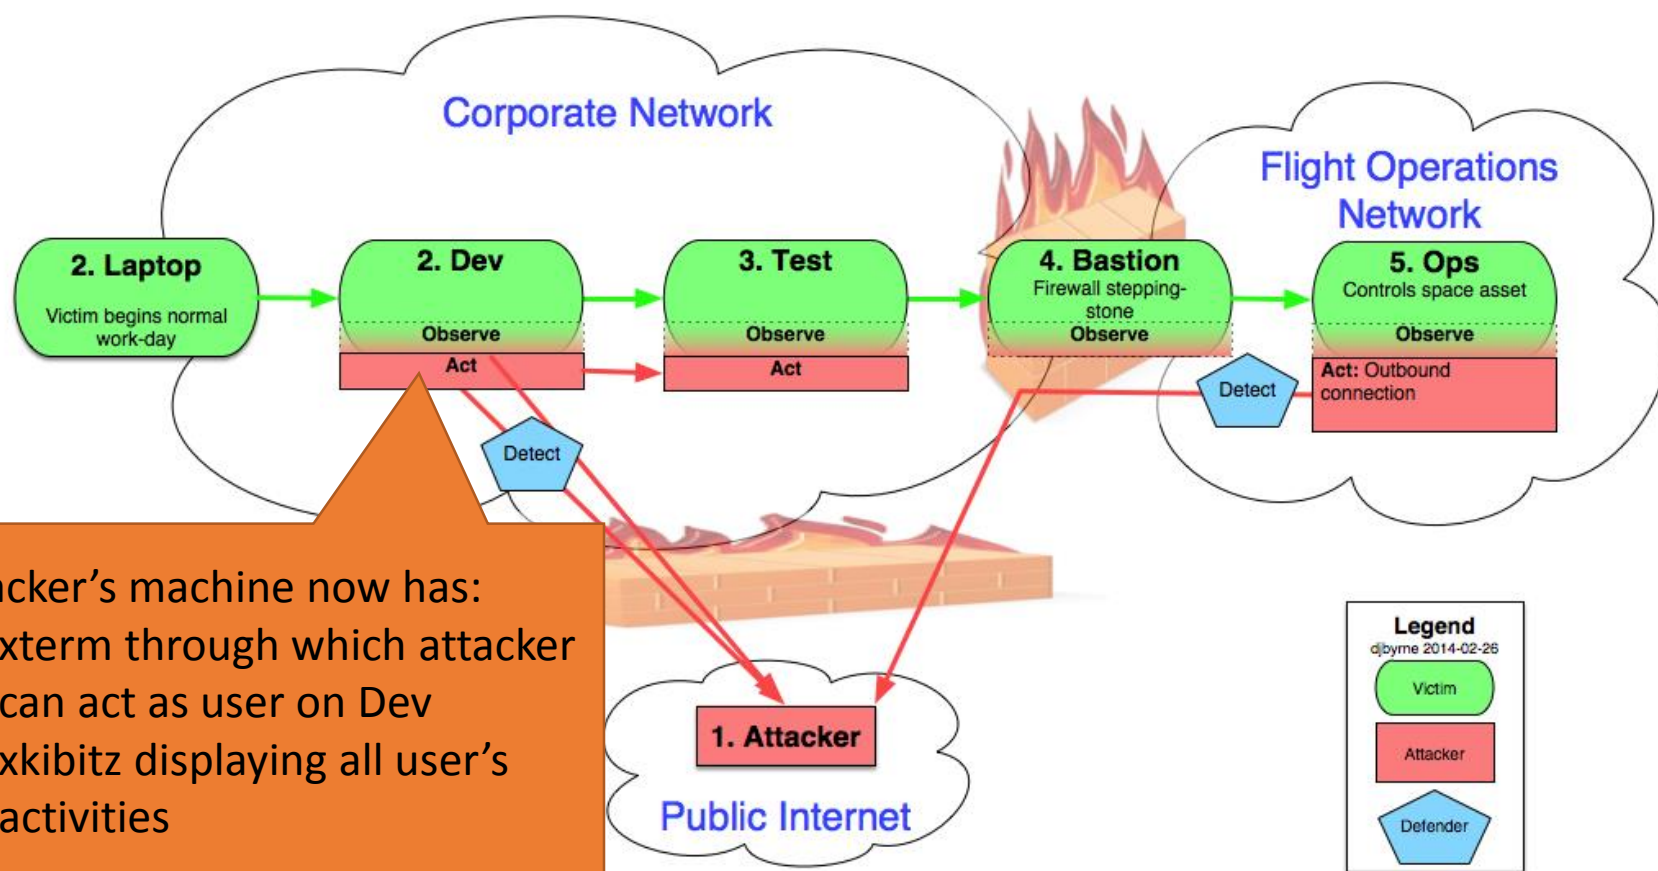 Corporate Network
Flight Operations
Network
2. Laptop
Victim begins normal
work-day
2. Dev
Observe
Act
3. Test
Observe
Act
4. Bastion
Firewall stepping-
stone
Observe
5. Ops
Controls space asset
Observe
Act: Outbound
connection
Detect
Detect
acker’s machine now has:
xterm through which attacker
can act as user on Dev
xkibitz displaying all user’s
activities
1. Attacker
Public Internet
Legend
djbyrne 2014-02-26
Victim
Attacker
Defender